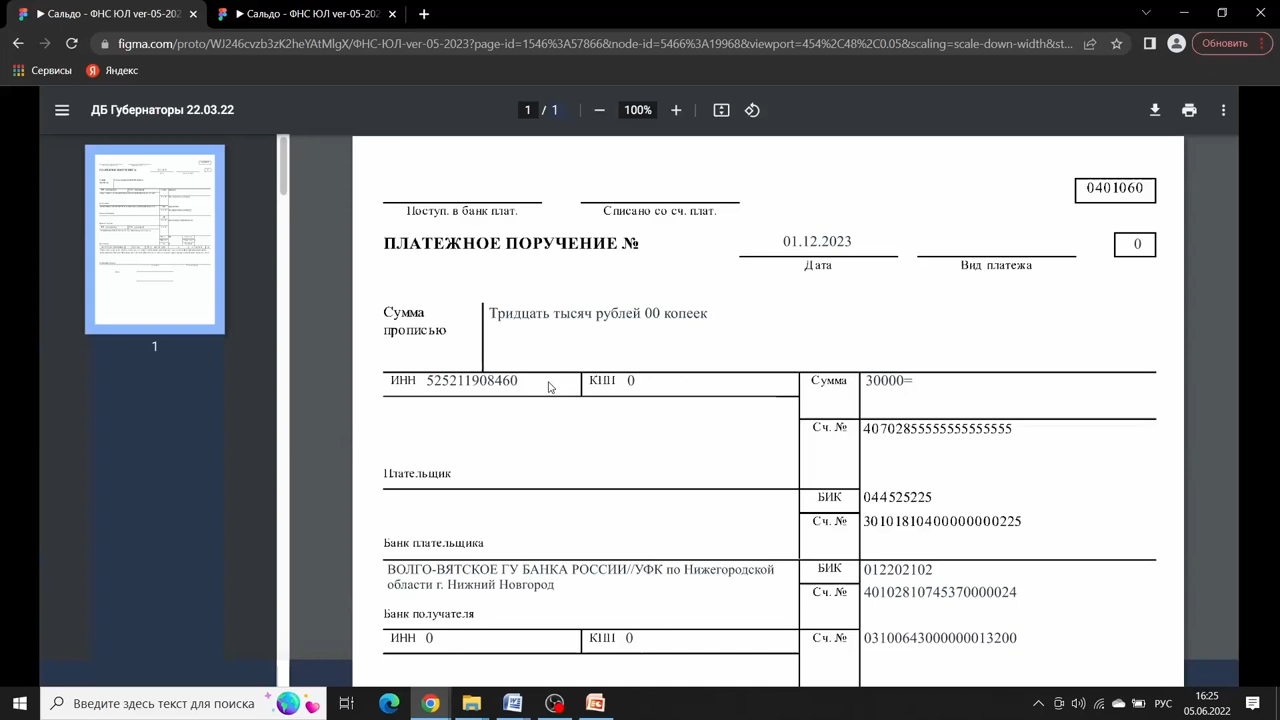 ▶ Сальдо - ФНС ЮЛ ver-05-202
▶ Сальдо - ФНС ЮЛ ver-05-202
figma.com/proto/WJ246cvzb3zK2heYAtMlgX/ФНС-ЮЛ-ver-05-2023?page-id=1546%3A57866&node-id=5466%3A19968&viewport=454%2C48%2C0.05&scaling=scale-down-width&st...
Обновить
Сервисы
Яндекс
ДБ Губернаторы 22.03.22
1 / 1
100%
1
0401060
Поступ. в банк плат.
Списано со сч. плат.
ПЛАТЕЖНОЕ ПОРУЧЕНИЕ №
01.12.2023
0
Дата
Вид платежа
Сумма прописью
Тридцать тысяч рублей 00 копеек
ИНН 525211908460
КПП 0
Сумма
30000=
Сч. №
40702855555555555555
Плательщик
БИК
044525225
Сч. №
30101810400000000225
Банк плательщика
ВОЛГО-ВЯТСКОЕ ГУ БАНКА РОССИИ//УФК по Нижегородской
области г. Нижний Новгород
БИК
012202102
Сч. №
40102810745370000024
Банк получателя
ИНН 0
КПП 0
Сч. №
03100643000000013200
Введите здесь текст для поиска
РУС
16:25
05.06.2022